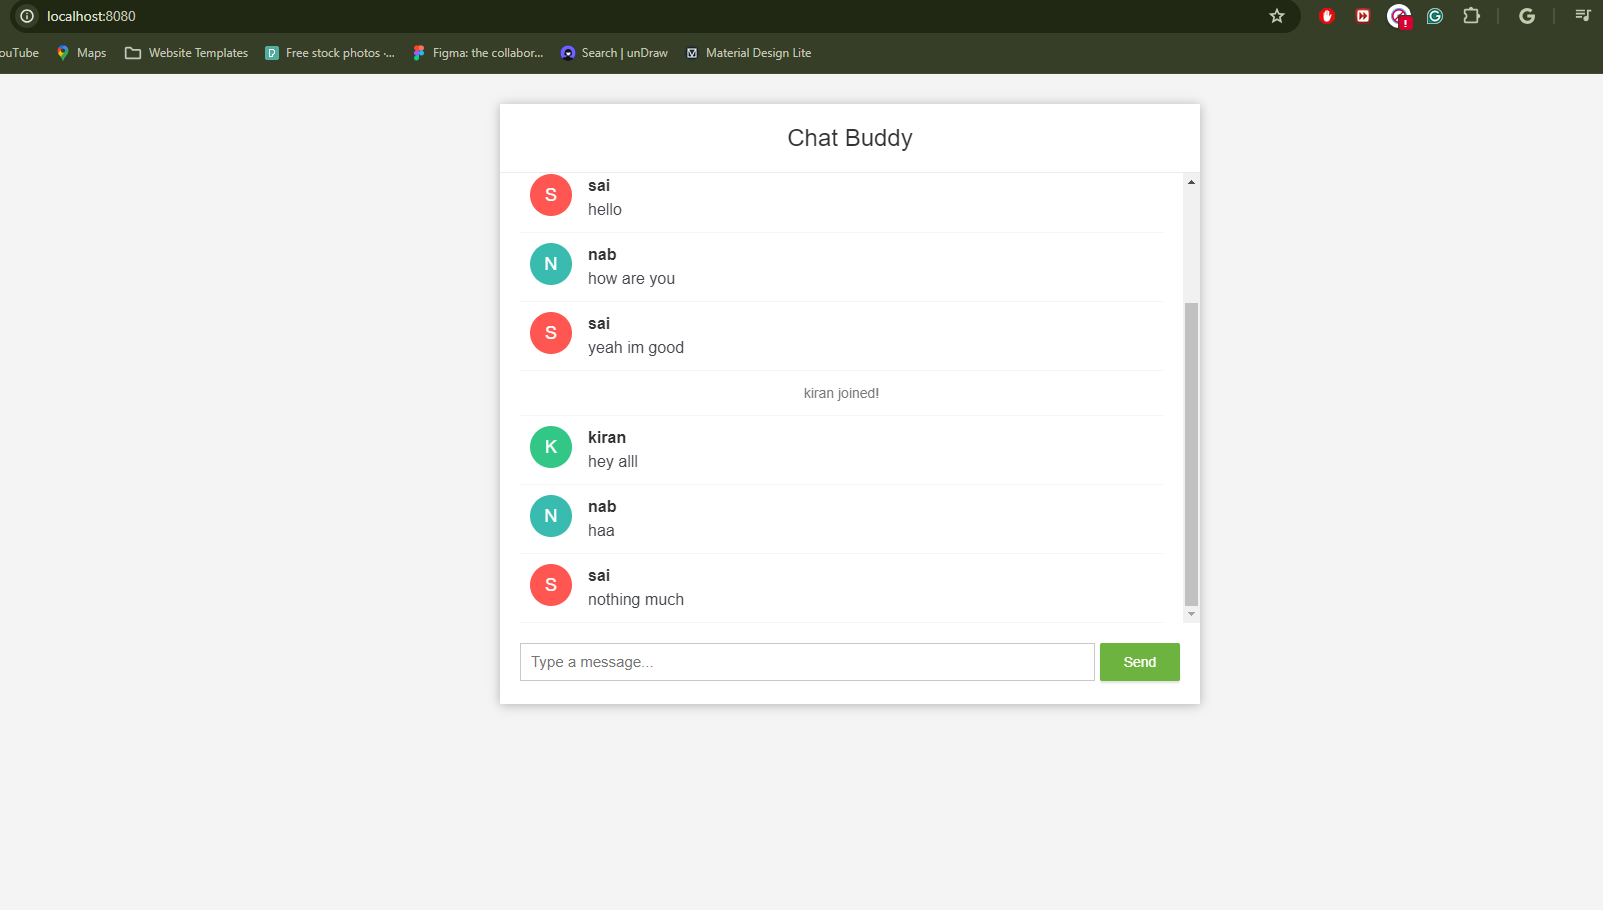 localhost:8080
ouTube Maps Website Templates Free stock photos ·... Figma: the collabor... Search | unDraw Material Design Lite
Chat Buddy
S sai
hello
N nab
how are you
S sai
yeah im good
kiran joined!
K kiran
hey alll
N nab
haa
S sai
nothing much
Type a message... Send